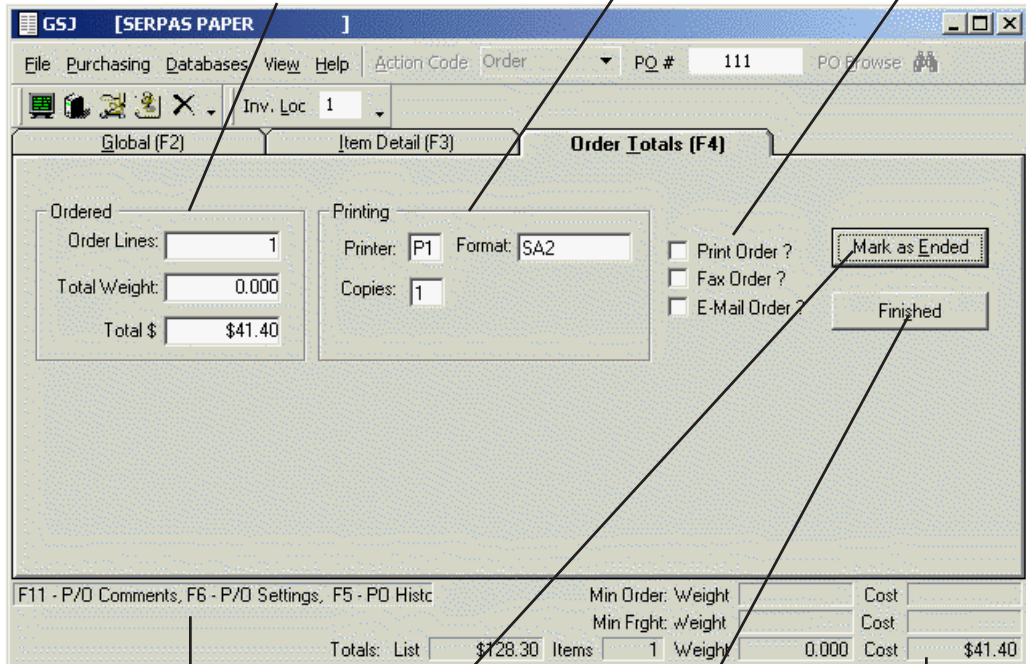 GSJ [SERPAS PAPER ]
File Purchasing Databases View Help Action Code Order PO # 111 PO Browse
Inv. Loc 1
Global (F2) Item Detail (F3) Order Totals (F4)
Ordered
Order Lines: 1
Total Weight: 0.000
Total $ $41.40
Printing
Printer: P1 Format: SA2
Copies: 1
Print Order ?
Fax Order ?
E-Mail Order ?
Mark as Ended
Finished
F11 - P/O Comments, F6 - P/O Settings, F5 - PO Histc
Min Order: Weight Cost
Min Frght: Weight Cost
Totals: List $128.30 Items 1 Weight 0.000 Cost $41.40